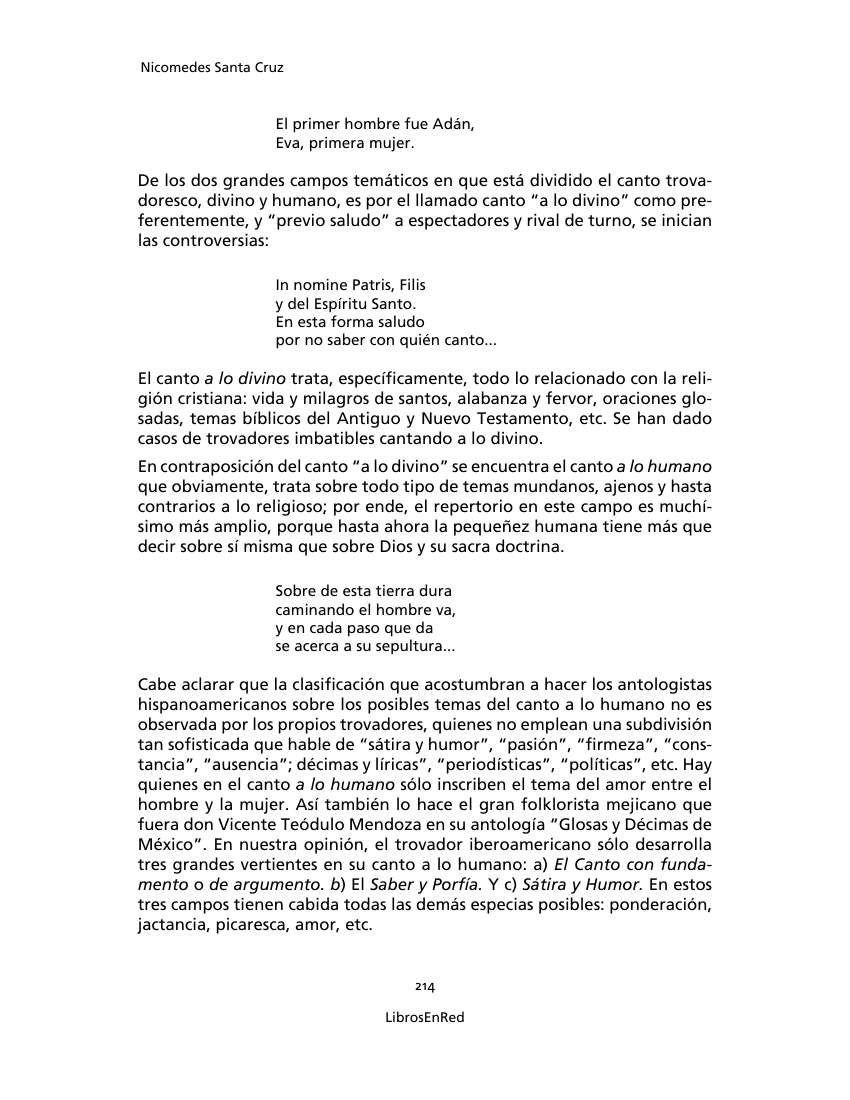 Nicomedes Santa Cruz
El primer hombre fue Adán,
Eva, primera mujer.
De los dos grandes campos temáticos en que está dividido el canto trova-
doresco, divino y humano, es por el llamado canto “a lo divino” como pre-
ferentemente, y “previo saludo” a espectadores y rival de turno, se inician
las controversias:
In nomine Patris, Filis
y del Espíritu Santo.
En esta forma saludo
por no saber con quién canto...
El canto a lo divino trata, específicamente, todo lo relacionado con la reli-
gión cristiana: vida y milagros de santos, alabanza y fervor, oraciones glo-
sadas, temas bíblicos del Antiguo y Nuevo Testamento, etc. Se han dado
casos de trovadores imbatibles cantando a lo divino.
En contraposición del canto “a lo divino” se encuentra el canto a lo humano
que obviamente, trata sobre todo tipo de temas mundanos, ajenos y hasta
contrarios a lo religioso; por ende, el repertorio en este campo es muchí-
simo más amplio, porque hasta ahora la pequeñez humana tiene más que
decir sobre sí misma que sobre Dios y su sacra doctrina.
Sobre de esta tierra dura
caminando el hombre va,
y en cada paso que da
se acerca a su sepultura...
Cabe aclarar que la clasificación que acostumbran a hacer los antologistas
hispanoamericanos sobre los posibles temas del canto a lo humano no es
observada por los propios trovadores, quienes no emplean una subdivisión
tan sofisticada que hable de “sátira y humor”, “pasión”, “firmeza”, “cons-
tancia”, “ausencia”; décimas y líricas”, “periodísticas”, “políticas”, etc. Hay
quienes en el canto a lo humano sólo inscriben el tema del amor entre el
hombre y la mujer. Así también lo hace el gran folklorista mejicano que
fuera don Vicente Teódulo Mendoza en su antología “Glosas y Décimas de
México”. En nuestra opinión, el trovador iberoamericano sólo desarrolla
tres grandes vertientes en su canto a lo humano: a) El Canto con funda-
mento o de argumento. b) El Saber y Porfía. Y c) Sátira y Humor. En estos
tres campos tienen cabida todas las demás especias posibles: ponderación,
jactancia, picaresca, amor, etc.
214
LibrosEnRed